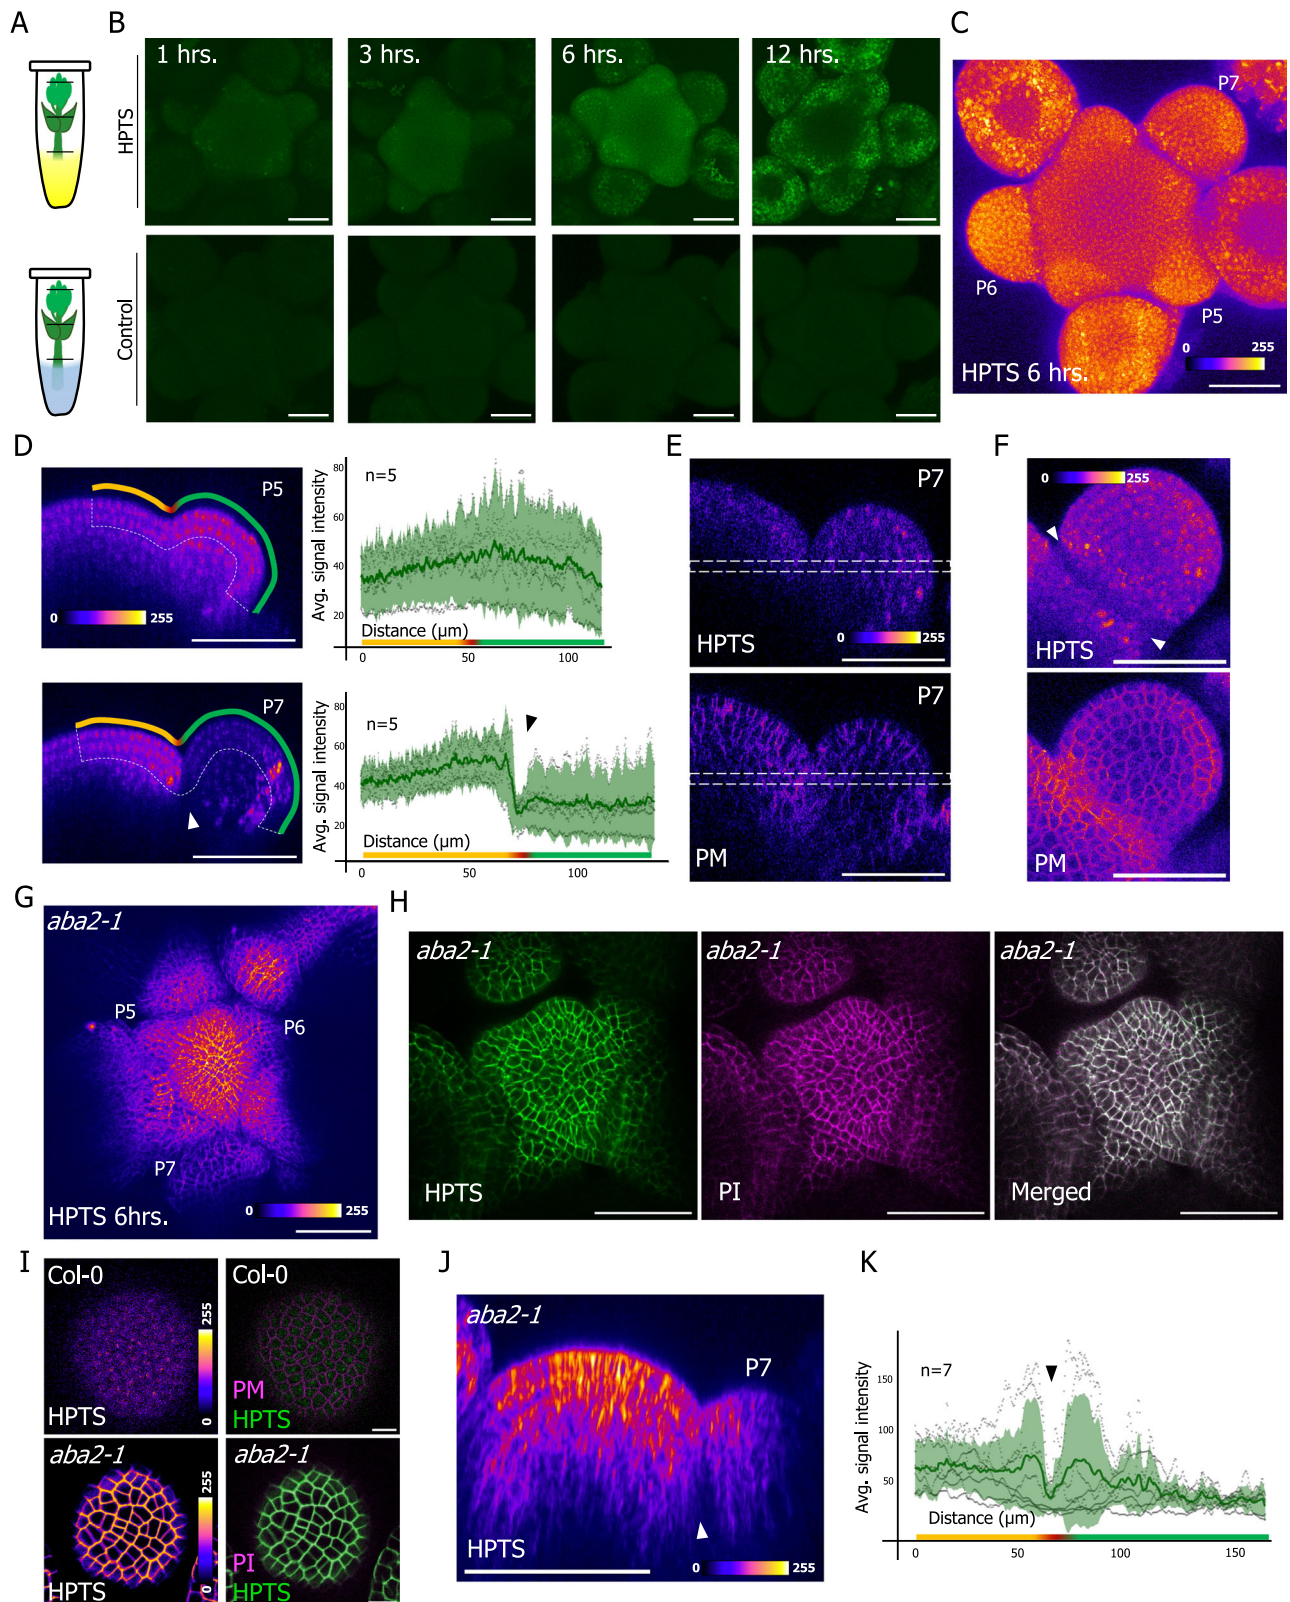 A
B
1 hrs.
3 hrs.
6 hrs.
12 hrs.
HPTS
Control
C
P7
P6
P5
0
255
HPTS 6 hrs.
D
P5
0
255
n=5
Avg. signal intensity
80
60
40
20
Distance (µm)
0
50
100
P7
n=5
Avg. signal intensity
80
60
40
20
Distance (µm)
0
50
100
E
P7
0
255
HPTS
P7
PM
F
0
255
HPTS
PM
G
aba2-1
P5
P6
P7
0
255
HPTS 6hrs.
H
aba2-1
HPTS
aba2-1
PI
aba2-1
Merged
I
Col-0
255
0
HPTS
Col-0
PM
HPTS
aba2-1
255
0
HPTS
aba2-1
PI
HPTS
J
aba2-1
P7
HPTS
0
255
K
n=7
Avg. signal intensity
150
100
50
Distance (µm)
0
50
100
150